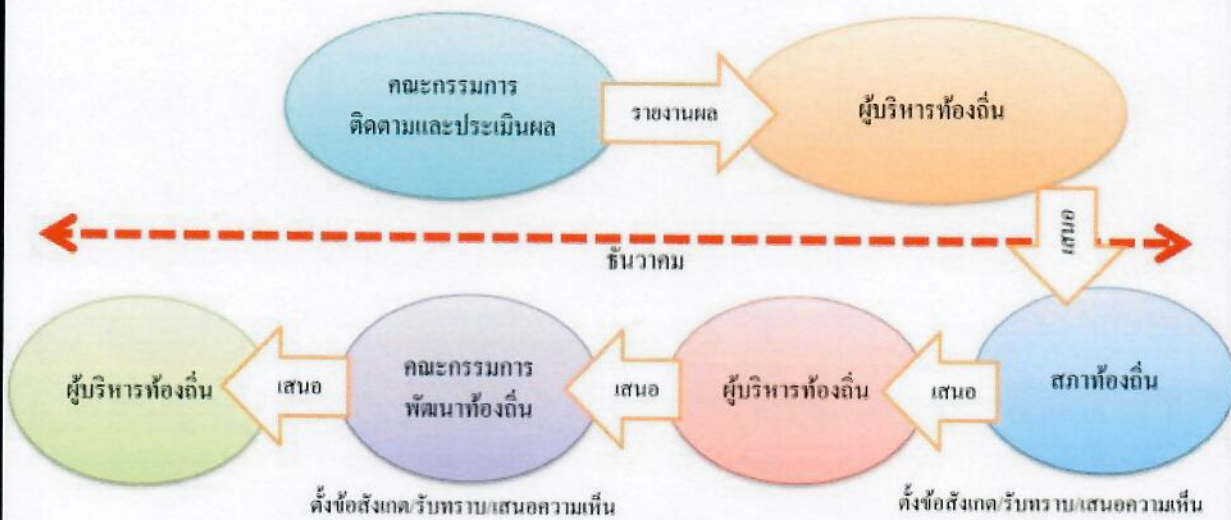 คณะกรรมการ
ติดตามและประเมินผล
รายงานผล
ผู้บริหารท้องถิ่น
เสนอ
ธันวาคม
สภาท้องถิ่น
ตั้งข้อสังเกต/รับทราบ/เสนอความเห็น
เสนอ
ผู้บริหารท้องถิ่น
เสนอ
คณะกรรมการ
พัฒนาท้องถิ่น
ตั้งข้อสังเกต/รับทราบ/เสนอความเห็น
เสนอ
ผู้บริหารท้องถิ่น